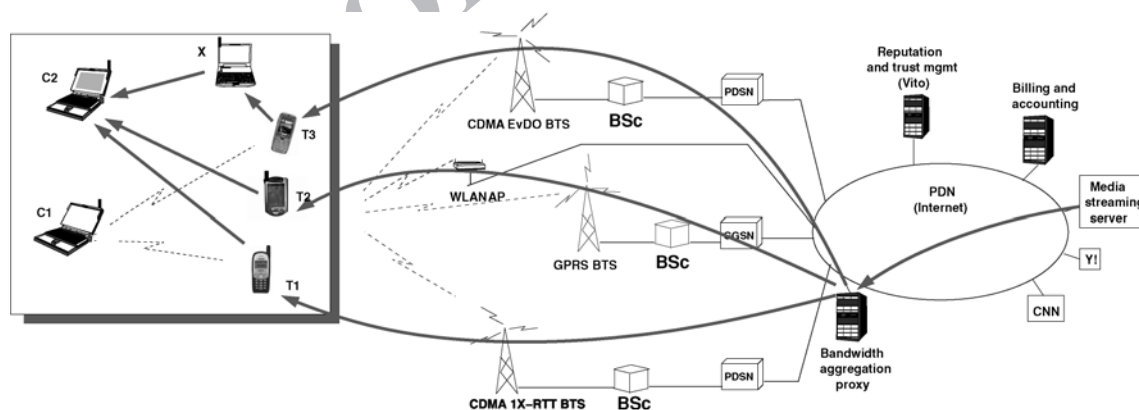 X
C2
T3
T2
C1
T1
CDMA EvDO BTS
BSc
PDSN
WLAN AP
GPRS BTS
BSc
GGSN
CDMA 1X-RTT BTS
BSc
PDSN
Reputation
and trust mgmt
(Vito)
Billing and
accounting
PDN
(Internet)
Media
streaming
server
Y!
CNN
Bandwidth
aggregation
proxy